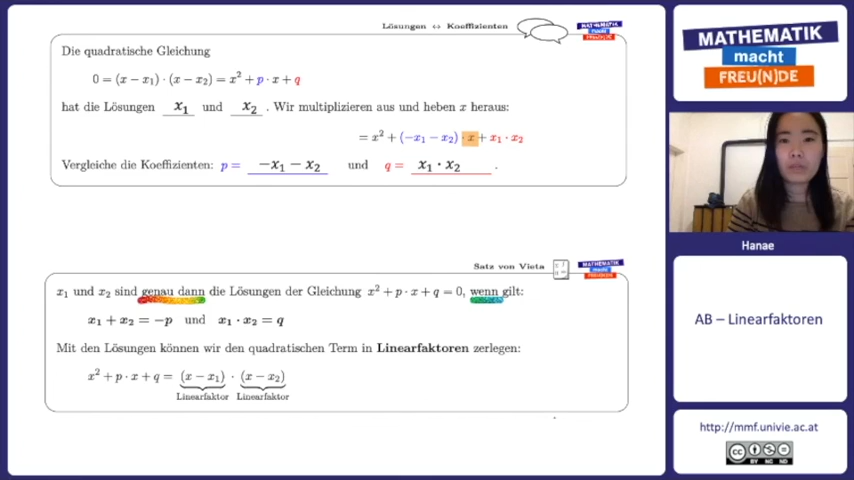 Lösungen ⇔ Koeffizienten
MATHEMATIK
macht
FREU(N)DE
Die quadratische Gleichung
0 = (x − x₁) · (x − x₂) = x² + p · x + q
hat die Lösungen x₁ und x₂ . Wir multiplizieren aus und heben x heraus:
= x² + (−x₁ − x₂) · x + x₁ · x₂
Vergleiche die Koeffizienten: p = −x₁ − x₂ und q = x₁ · x₂ .
Satz von Vieta
MATHEMATIK
macht
FREU(N)DE
x₁ und x₂ sind genau dann die Lösungen der Gleichung x² + p · x + q = 0, wenn gilt:
x₁ + x₂ = −p und x₁ · x₂ = q
Mit den Lösungen können wir den quadratischen Term in Linearfaktoren zerlegen:
x² + p · x + q = (x − x₁) · (x − x₂)
Linearfaktor Linearfaktor
MATHEMATIK
macht
FREU(N)DE
Hanae
AB – Linearfaktoren
http://mmf.univie.ac.at
cc
BY NC ND